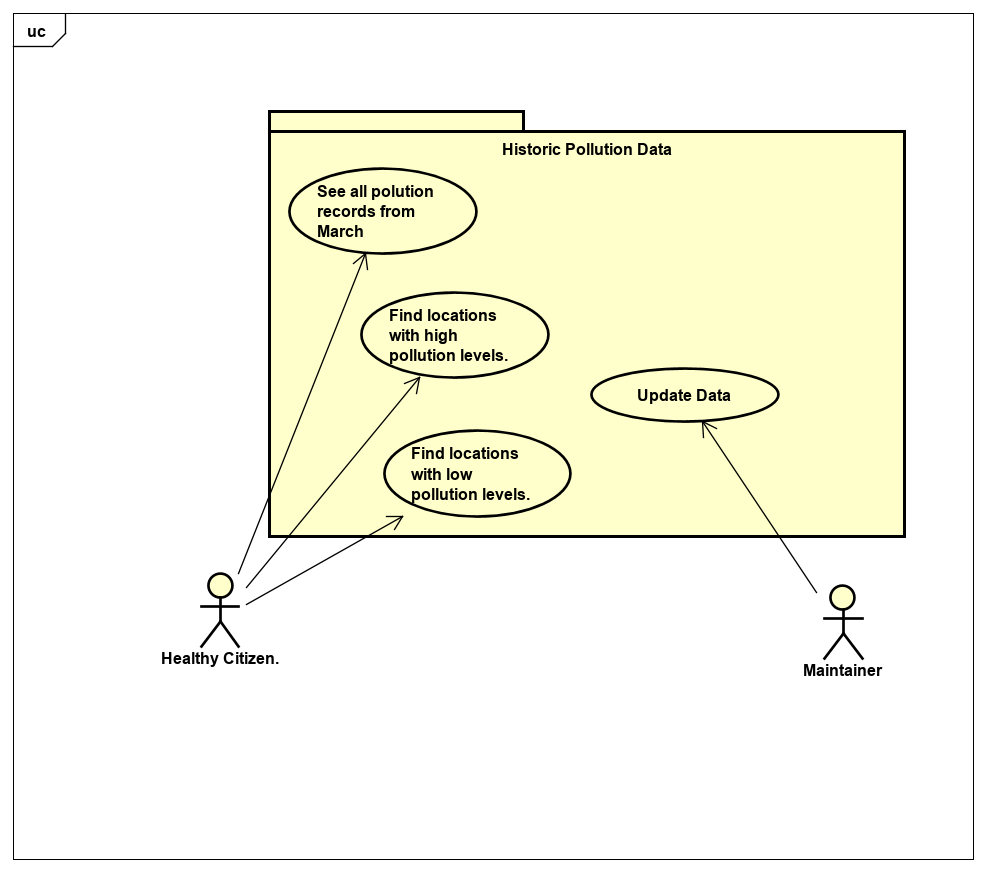 uc
Historic Pollution Data
See all polution
records from
March
Find locations
with high
pollution levels.
Update Data
Find locations
with low
pollution levels.
Healthy Citizen.
Maintainer